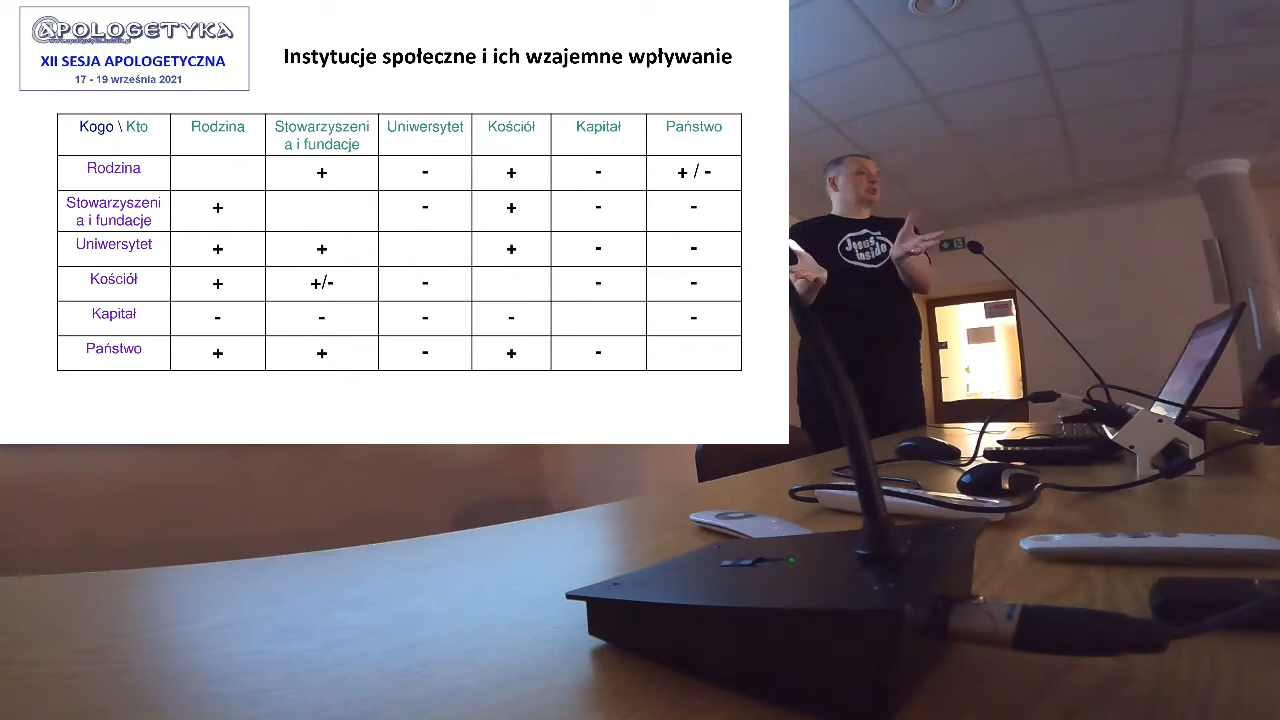 @POLOGETYKA
XII SESJA APOLOGETYCZNA
17 - 19 września 2021
Instytucje społeczne i ich wzajemne wpływanie
Kogo \ Kto Rodzina Stowarzyszeni Uniwersytet Kościół Kapitał Państwo
a i fundacje
Rodzina + - + - + / -
Stowarzyszeni + - + - -
a i fundacje
Uniwersytet + + + - -
Kościół + +/- - - -
Kapitał - - - - -
Państwo + + - + -
Jesus
inside